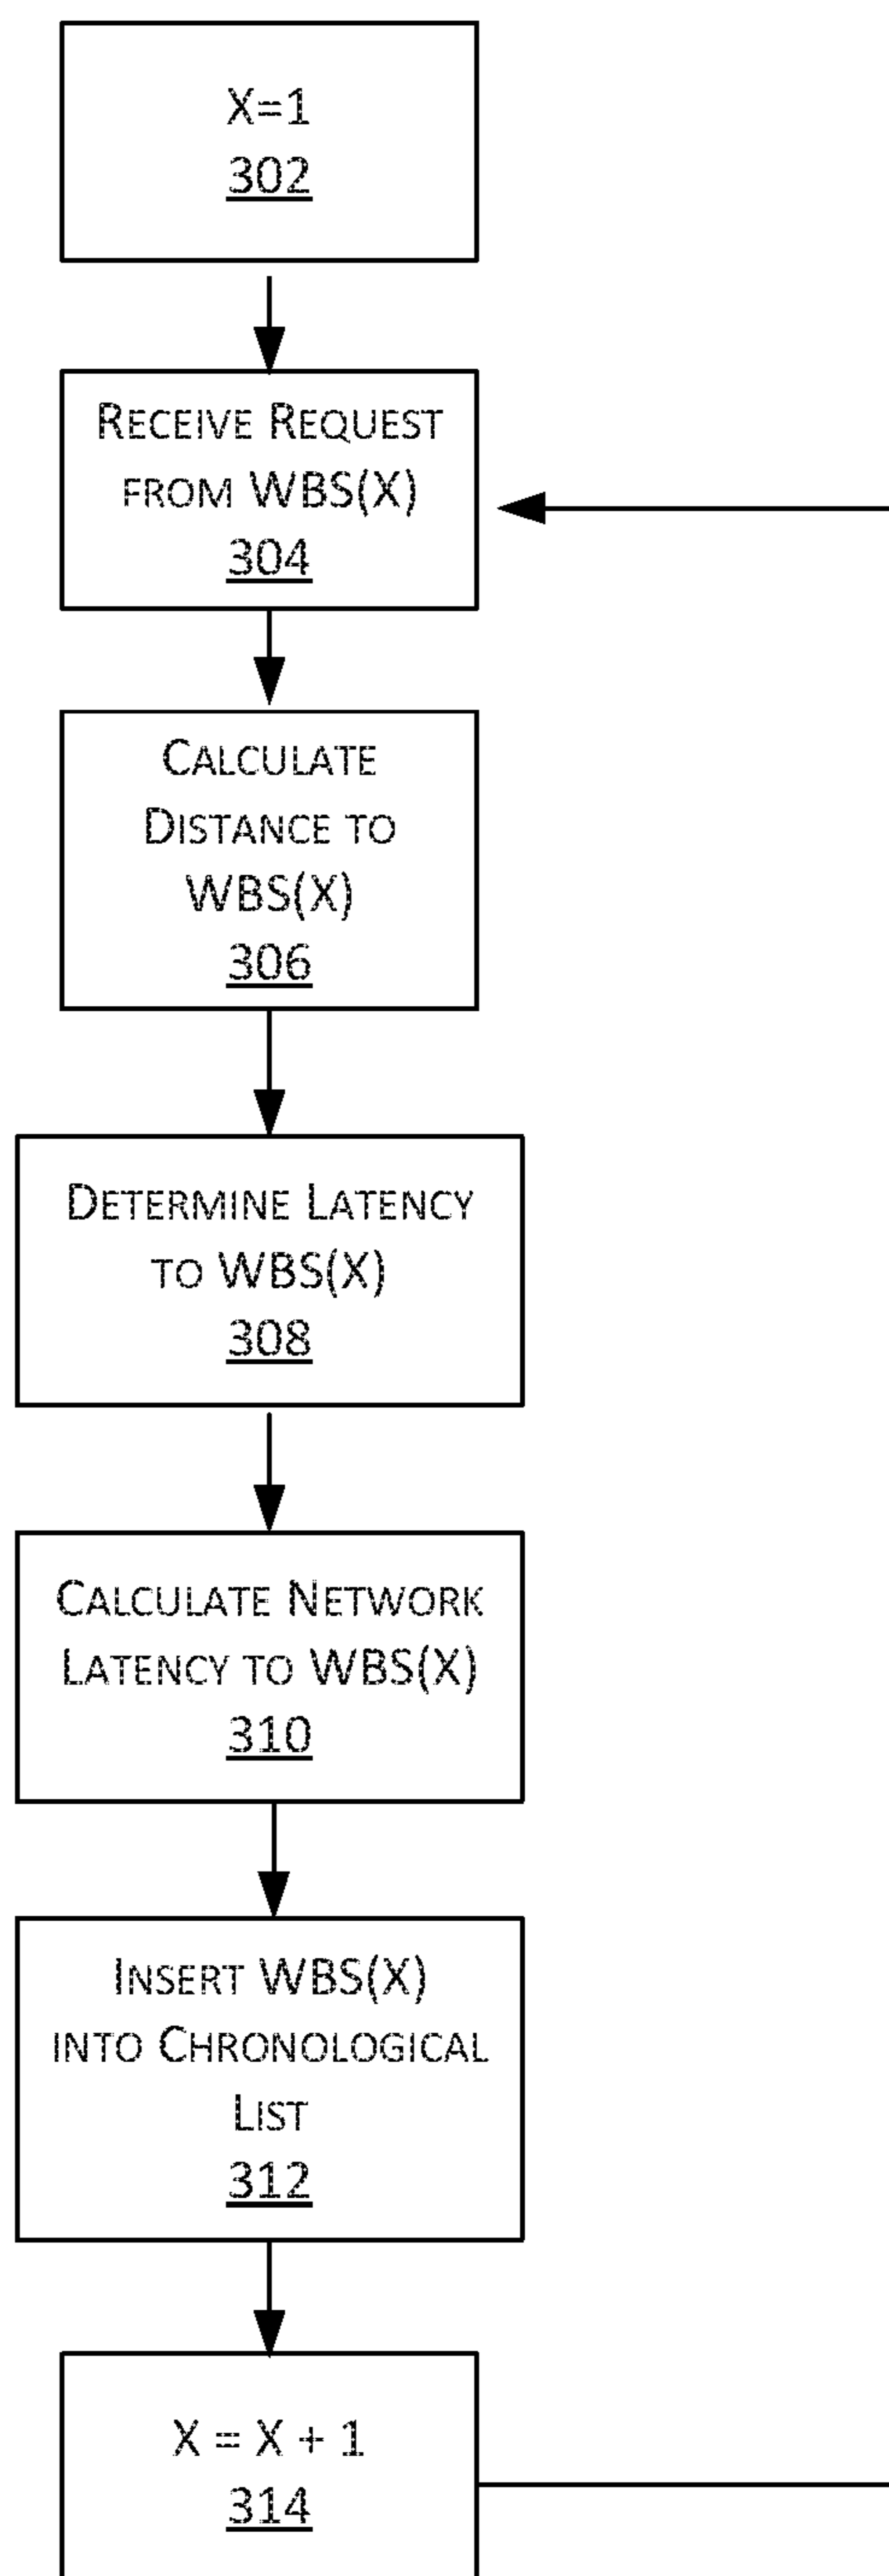 X=1
302
RECEIVE REQUEST
FROM WBS(X)
304
CALCULATE
DISTANCE TO
WBS(X)
306
DETERMINE LATENCY
TO WBS(X)
308
CALCULATE NETWORK
LATENCY TO WBS(X)
310
INSERT WBS(X)
INTO CHRONOLOGICAL
LIST
312
X = X + 1
314